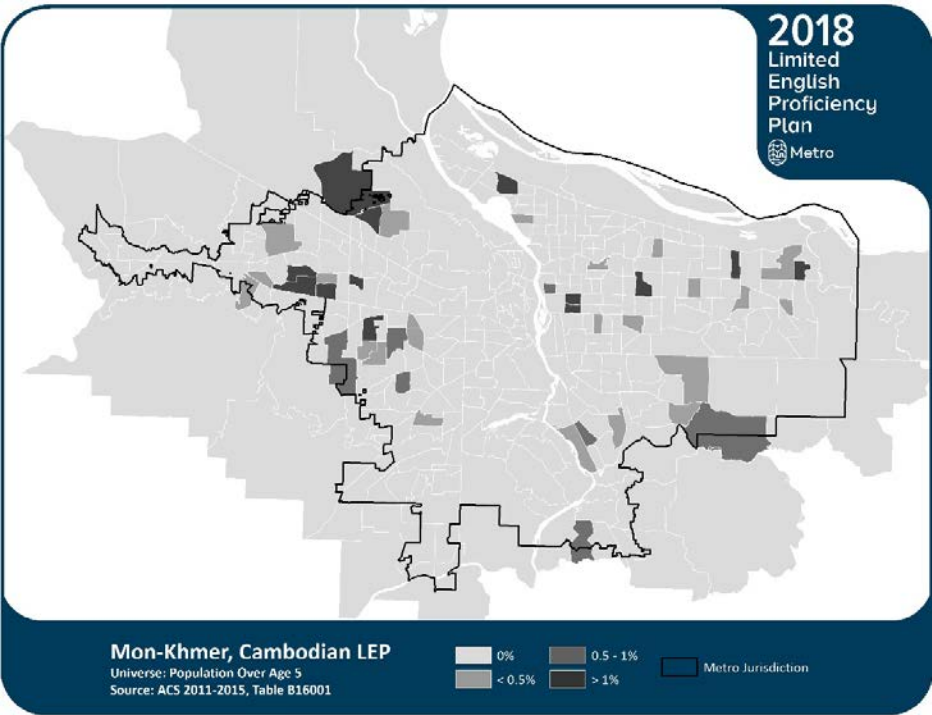 2018
Limited
English
Proficiency
Plan
Metro
Mon-Khmer, Cambodian LEP
Universe: Population Over Age 5
Source: ACS 2011-2015, Table B16001
0%
< 0.5%
0.5 - 1%
> 1%
Metro Jurisdiction